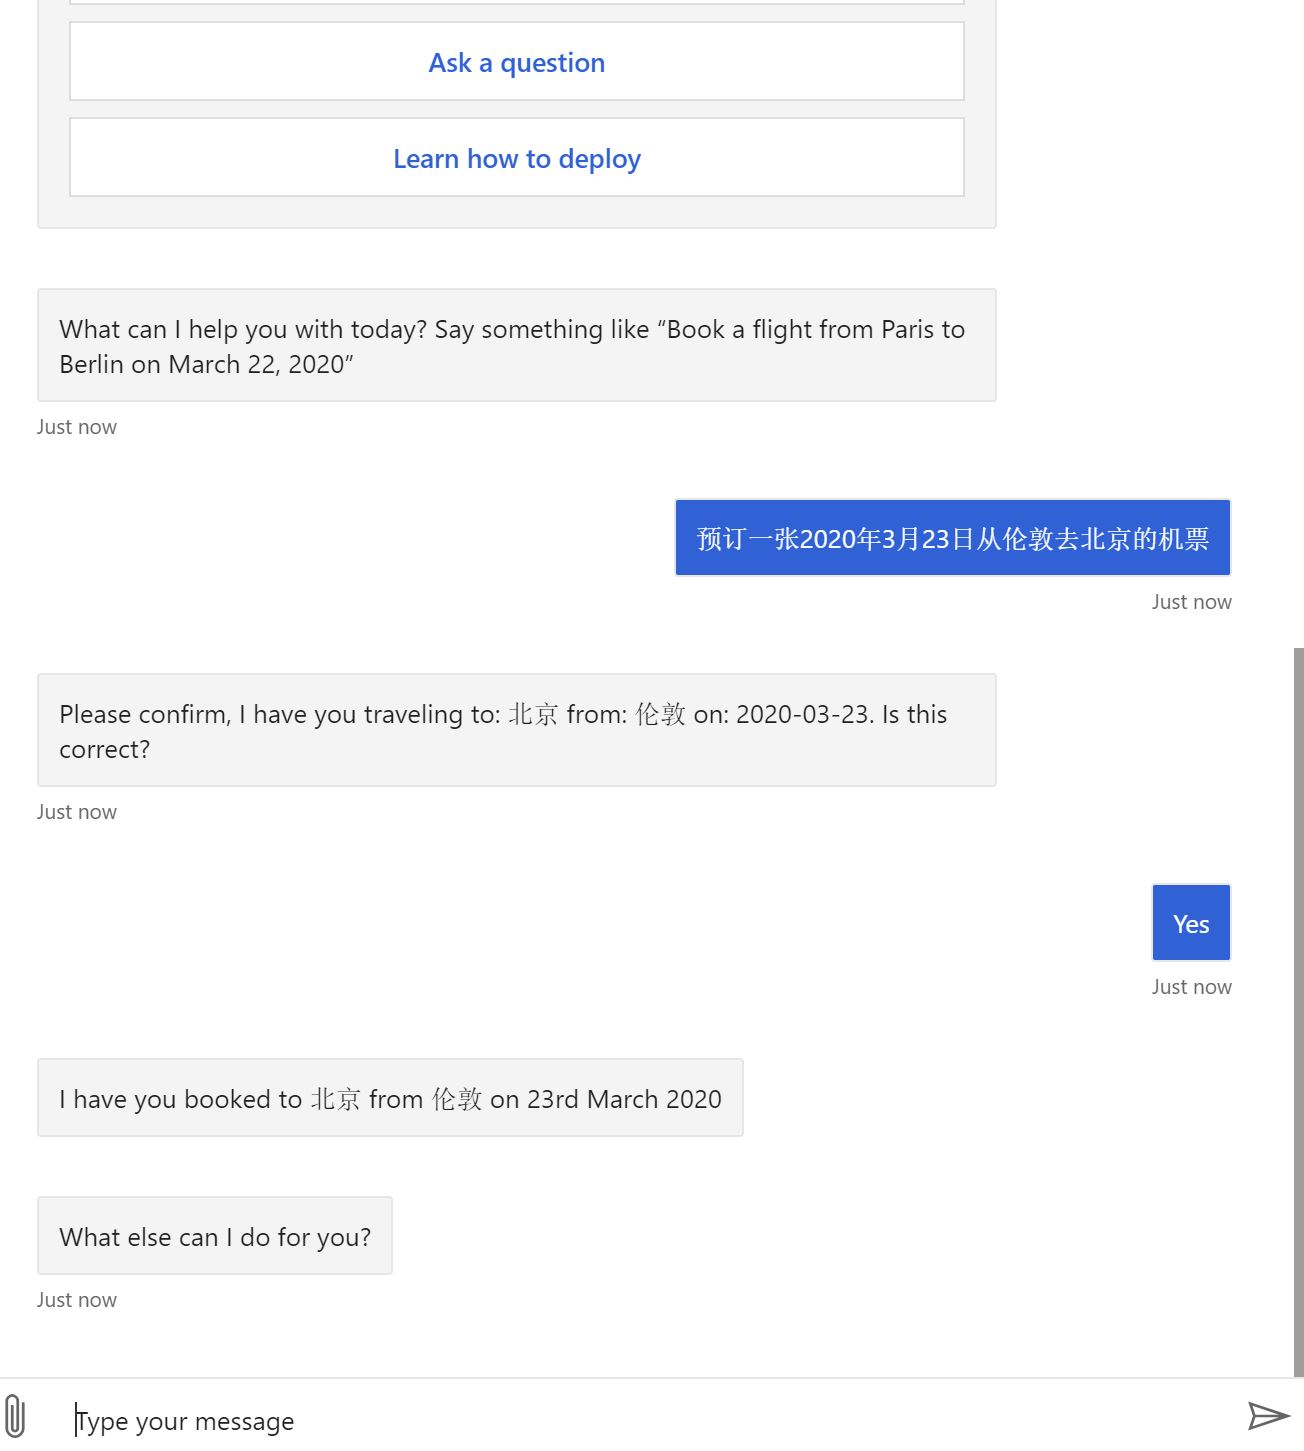 Ask a question
Learn how to deploy
What can I help you with today? Say something like “Book a flight from Paris to
Berlin on March 22, 2020”
Just now
预订一张2020年3月23日从伦敦去北京的机票
Just now
Please confirm, I have you traveling to: 北京 from: 伦敦 on: 2020-03-23. Is this
correct?
Just now
Yes
Just now
I have you booked to 北京 from 伦敦 on 23rd March 2020
What else can I do for you?
Just now
Type your message